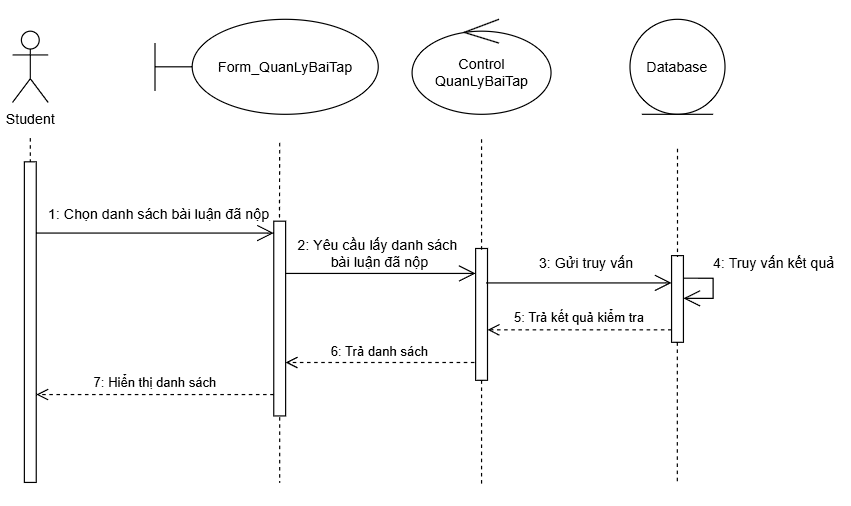 Student
Form_QuanLyBaiTap
Control
QuanLyBaiTap
Database
1: Chọn danh sách bài luận đã nộp
2: Yêu cầu lấy danh sách
bài luận đã nộp
3: Gửi truy vấn
4: Truy vấn kết quả
5: Trả kết quả kiểm tra
6: Trả danh sách
7: Hiển thị danh sách